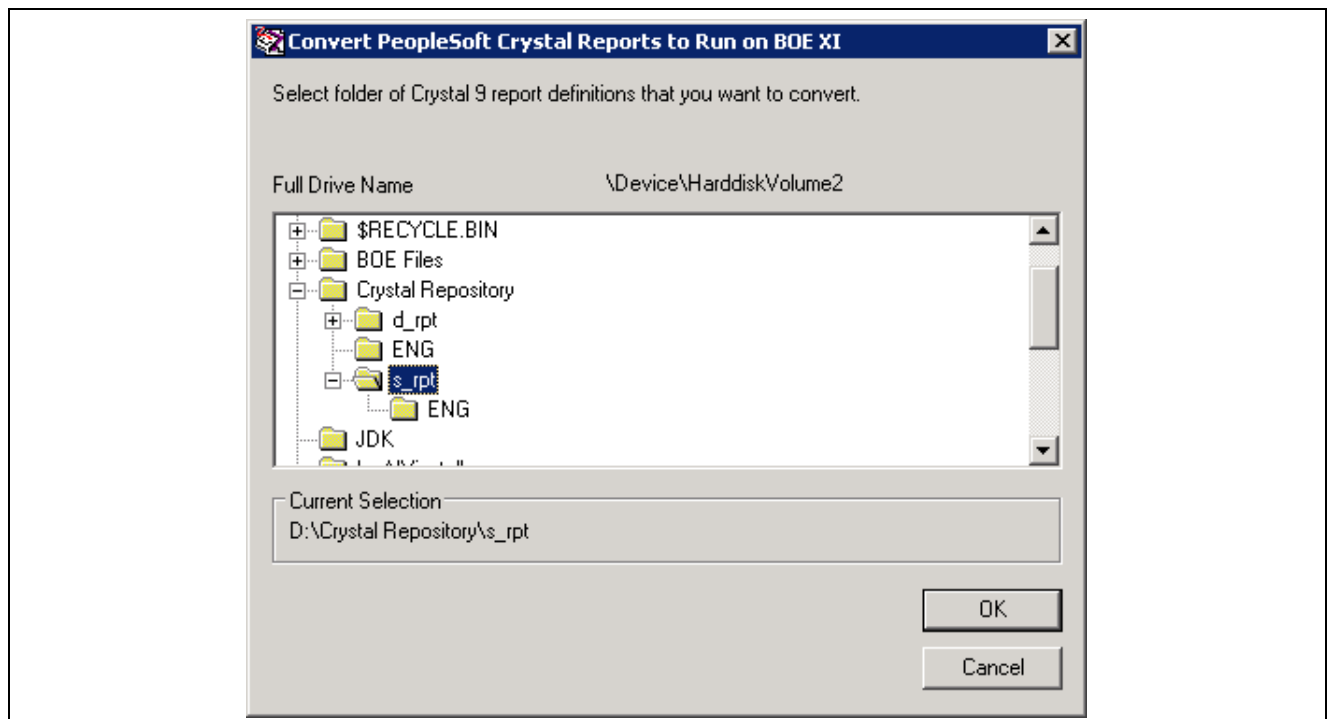 Convert PeopleSoft Crystal Reports to Run on BOE XI
Select folder of Crystal 9 report definitions that you want to convert.
Full Drive Name \Device\HarddiskVolume2
$RECYCLE.BIN
BOE Files
Crystal Repository
d_rpt
ENG
s_rpt
ENG
JDK
Current Selection
D:\Crystal Repository\s_rpt
OK
Cancel